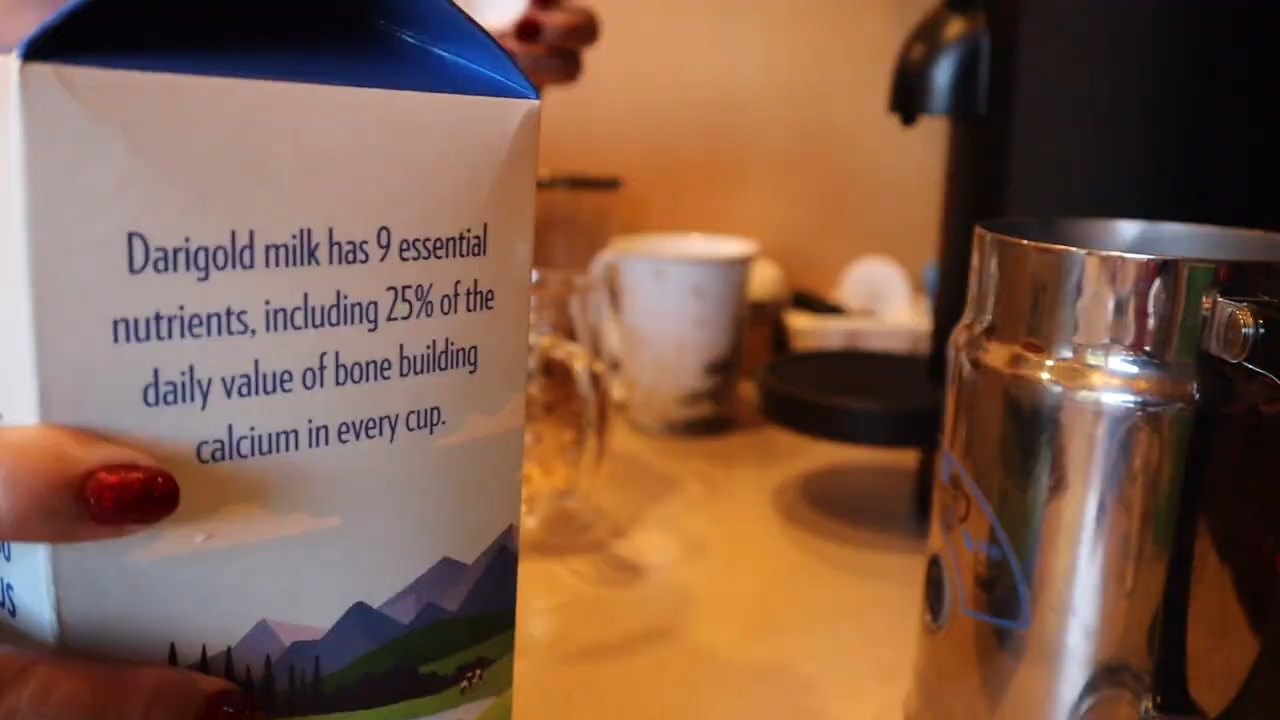 Darigold milk has 9 essential
nutrients, including 25% of the
daily value of bone building
calcium in every cup.